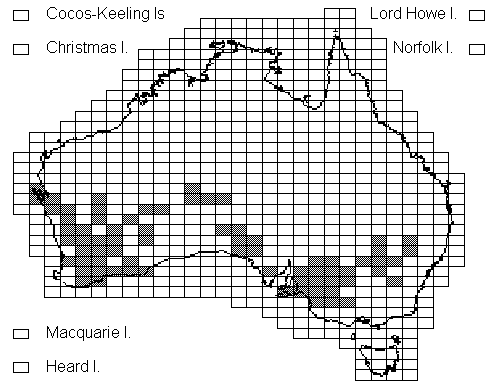 Cocos-Keeling Is
Lord Howe I.
Christmas I.
Norfolk I.
Macquarie I.
Heard I.